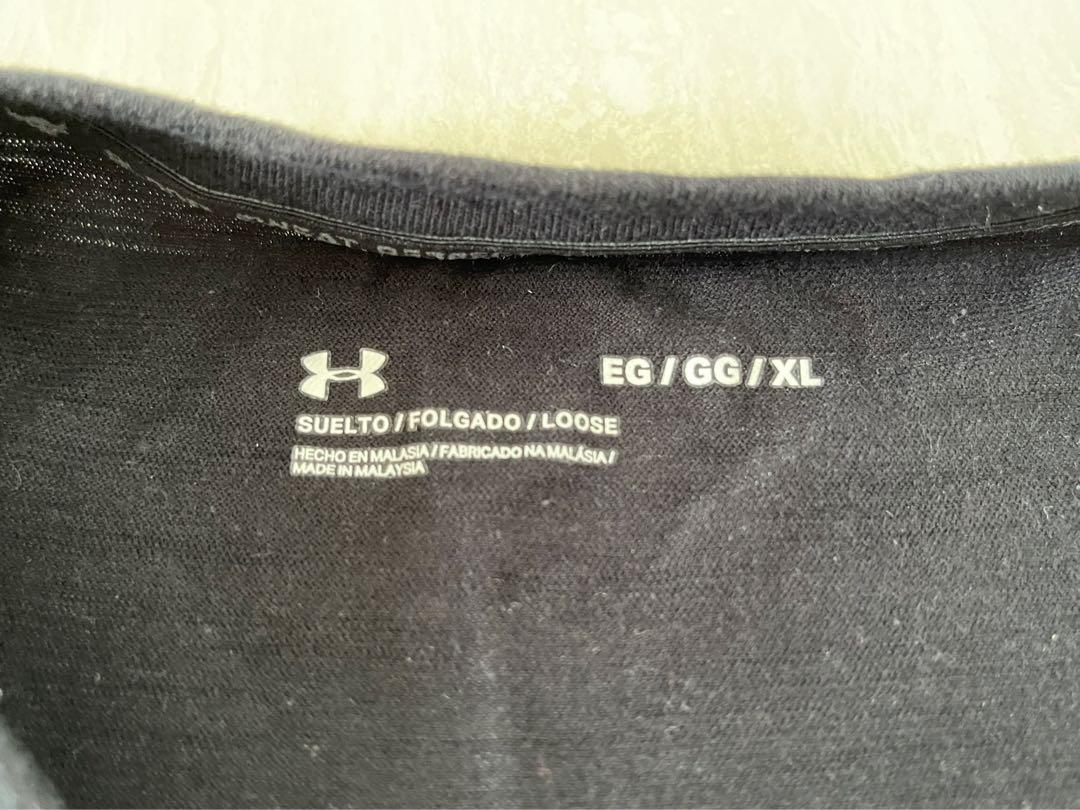 EG / GG / XL
SUELTO / FOLGADO / LOOSE
HECHO EN MALASIA / FABRICADO NA MALÁSIA /
MADE IN MALAYSIA